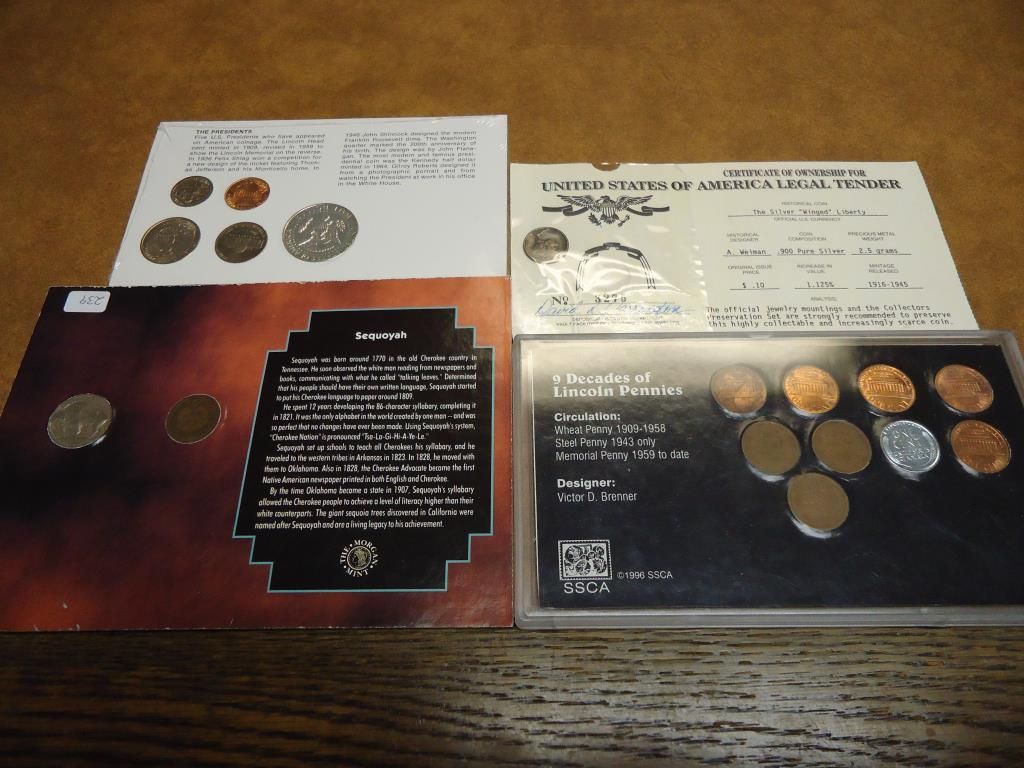 THE PRESIDENTS
Five U.S. Presidents who have appeared
on American coinage. The Lincoln Head
cent minted in 1909, revised in 1959 to
show the Lincoln Memorial on the reverse.
In 1938 Felix Shlag won a competition for
a new design of the nickel featuring Thom-
as Jefferson and his Monticello home. In
1946 John Sinnock designed the modern
Franklin Roosevelt dime. The Washington
quarter marked the 200th anniversary of
his birth. The design was by John Flana-
gan. The most modern and famous presi-
dential coin was the Kennedy half dollar
minted in 1964. Gilroy Roberts designed it
from a photographic portrait and from
watching the President at work in his office
in the White House.
CERTIFICATE OF OWNERSHIP FOR
UNITED STATES OF AMERICA LEGAL TENDER
HISTORICAL COIN
The Silver "Winged" Liberty
OFFICIAL U.S. CURRENCY
HISTORICAL DESIGNER
COIN COMPOSITION
PRECIOUS METAL WEIGHT
A. Weiman
.900 Pure Silver
2.5 grams
ORIGINAL ISSUE PRICE
INCREASE IN VALUE
MINTAGE RELEASED
$ .10
1.125%
1916-1945
ANALYSIS
The official jewelry mountings and the Collectors
Preservation Set are strongly recommended to preserve
this highly collectable and increasingly scarce coin.
No
239
Sequoyah
Sequoyah was born around 1770 in the old Cherokee country in
Tennessee. He soon observed the white man reading from newspapers and
books, communicating with what he called "talking leaves." Determined
that his people should have their own written language, Sequoyah started
to put his Cherokee language to paper around 1809.
He spent 12 years developing the 86-character syllabary, completing it
in 1821. It was the only alphabet in the world created by one man — and was
so perfect that no changes have ever been made. Using Sequoyah's system,
"Cherokee Nation" is pronounced "Tsa-La-Gi-Hi-A-Ye-Le."
Sequoyah set up schools to teach all Cherokees his syllabary, and he
traveled to the western tribes in Arkansas in 1823. In 1828, he moved with
them to Oklahoma. Also in 1828, the Cherokee Advocate became the first
Native American newspaper printed in both English and Cherokee.
By the time Oklahoma became a state in 1907, Sequoyah's syllabary
allowed the Cherokee people to achieve a level of literacy higher than their
white counterparts. The giant sequoia trees discovered in California were
named after Sequoyah and are a living legacy to his achievement.
THE • MORGAN MINT •
9 Decades of
Lincoln Pennies
Circulation:
Wheat Penny 1909-1958
Steel Penny 1943 only
Memorial Penny 1959 to date
Designer:
Victor D. Brenner
©1996 SSCA
SSCA